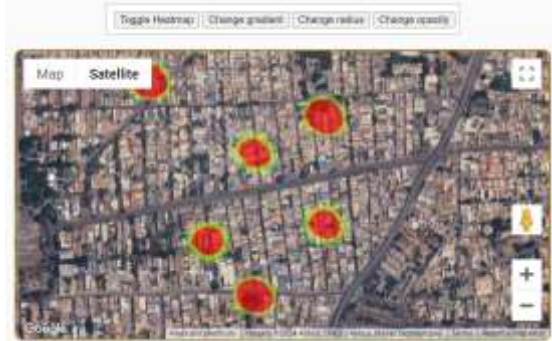 Toggle Heatmap Change gradient Change radius Change opacity
Map Satellite
+
−
Google